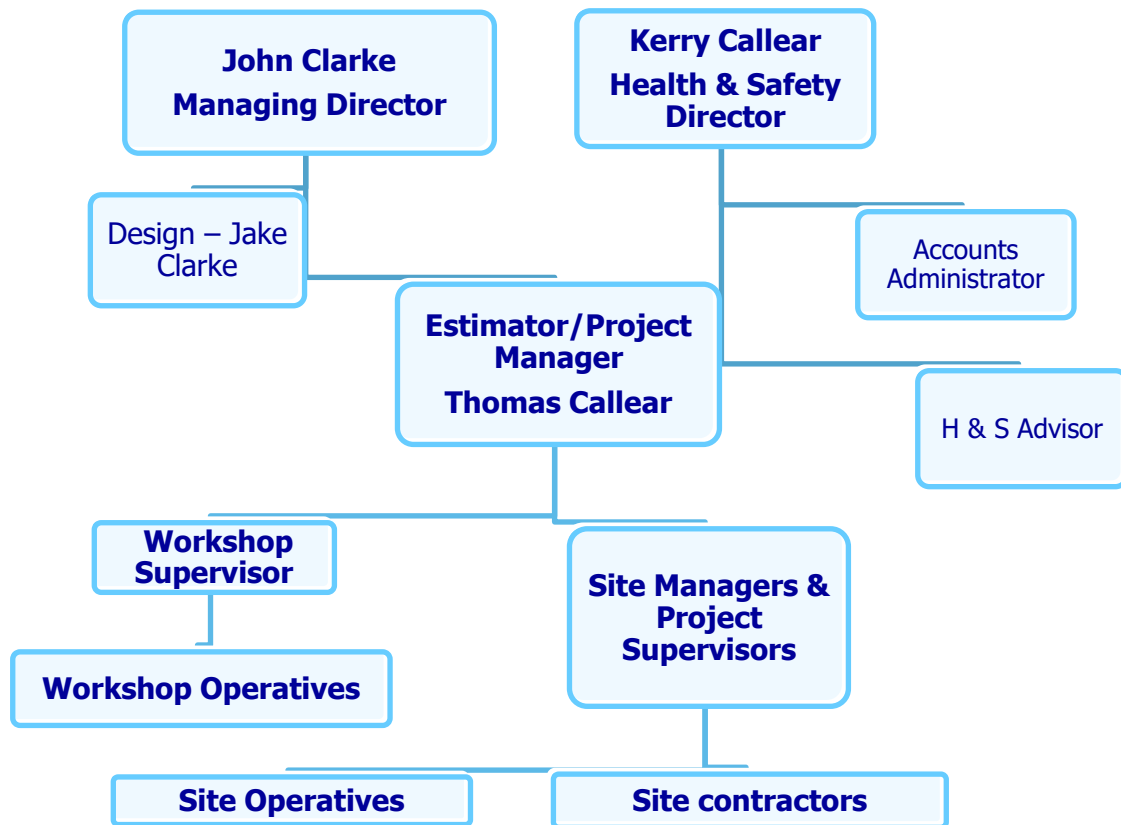 John Clarke
Managing Director
Kerry Callear
Health & Safety
Director
Design – Jake
Clarke
Accounts
Administrator
Estimator/Project
Manager
Thomas Callear
H & S Advisor
Workshop
Supervisor
Site Managers &
Project
Supervisors
Workshop Operatives
Site Operatives
Site contractors